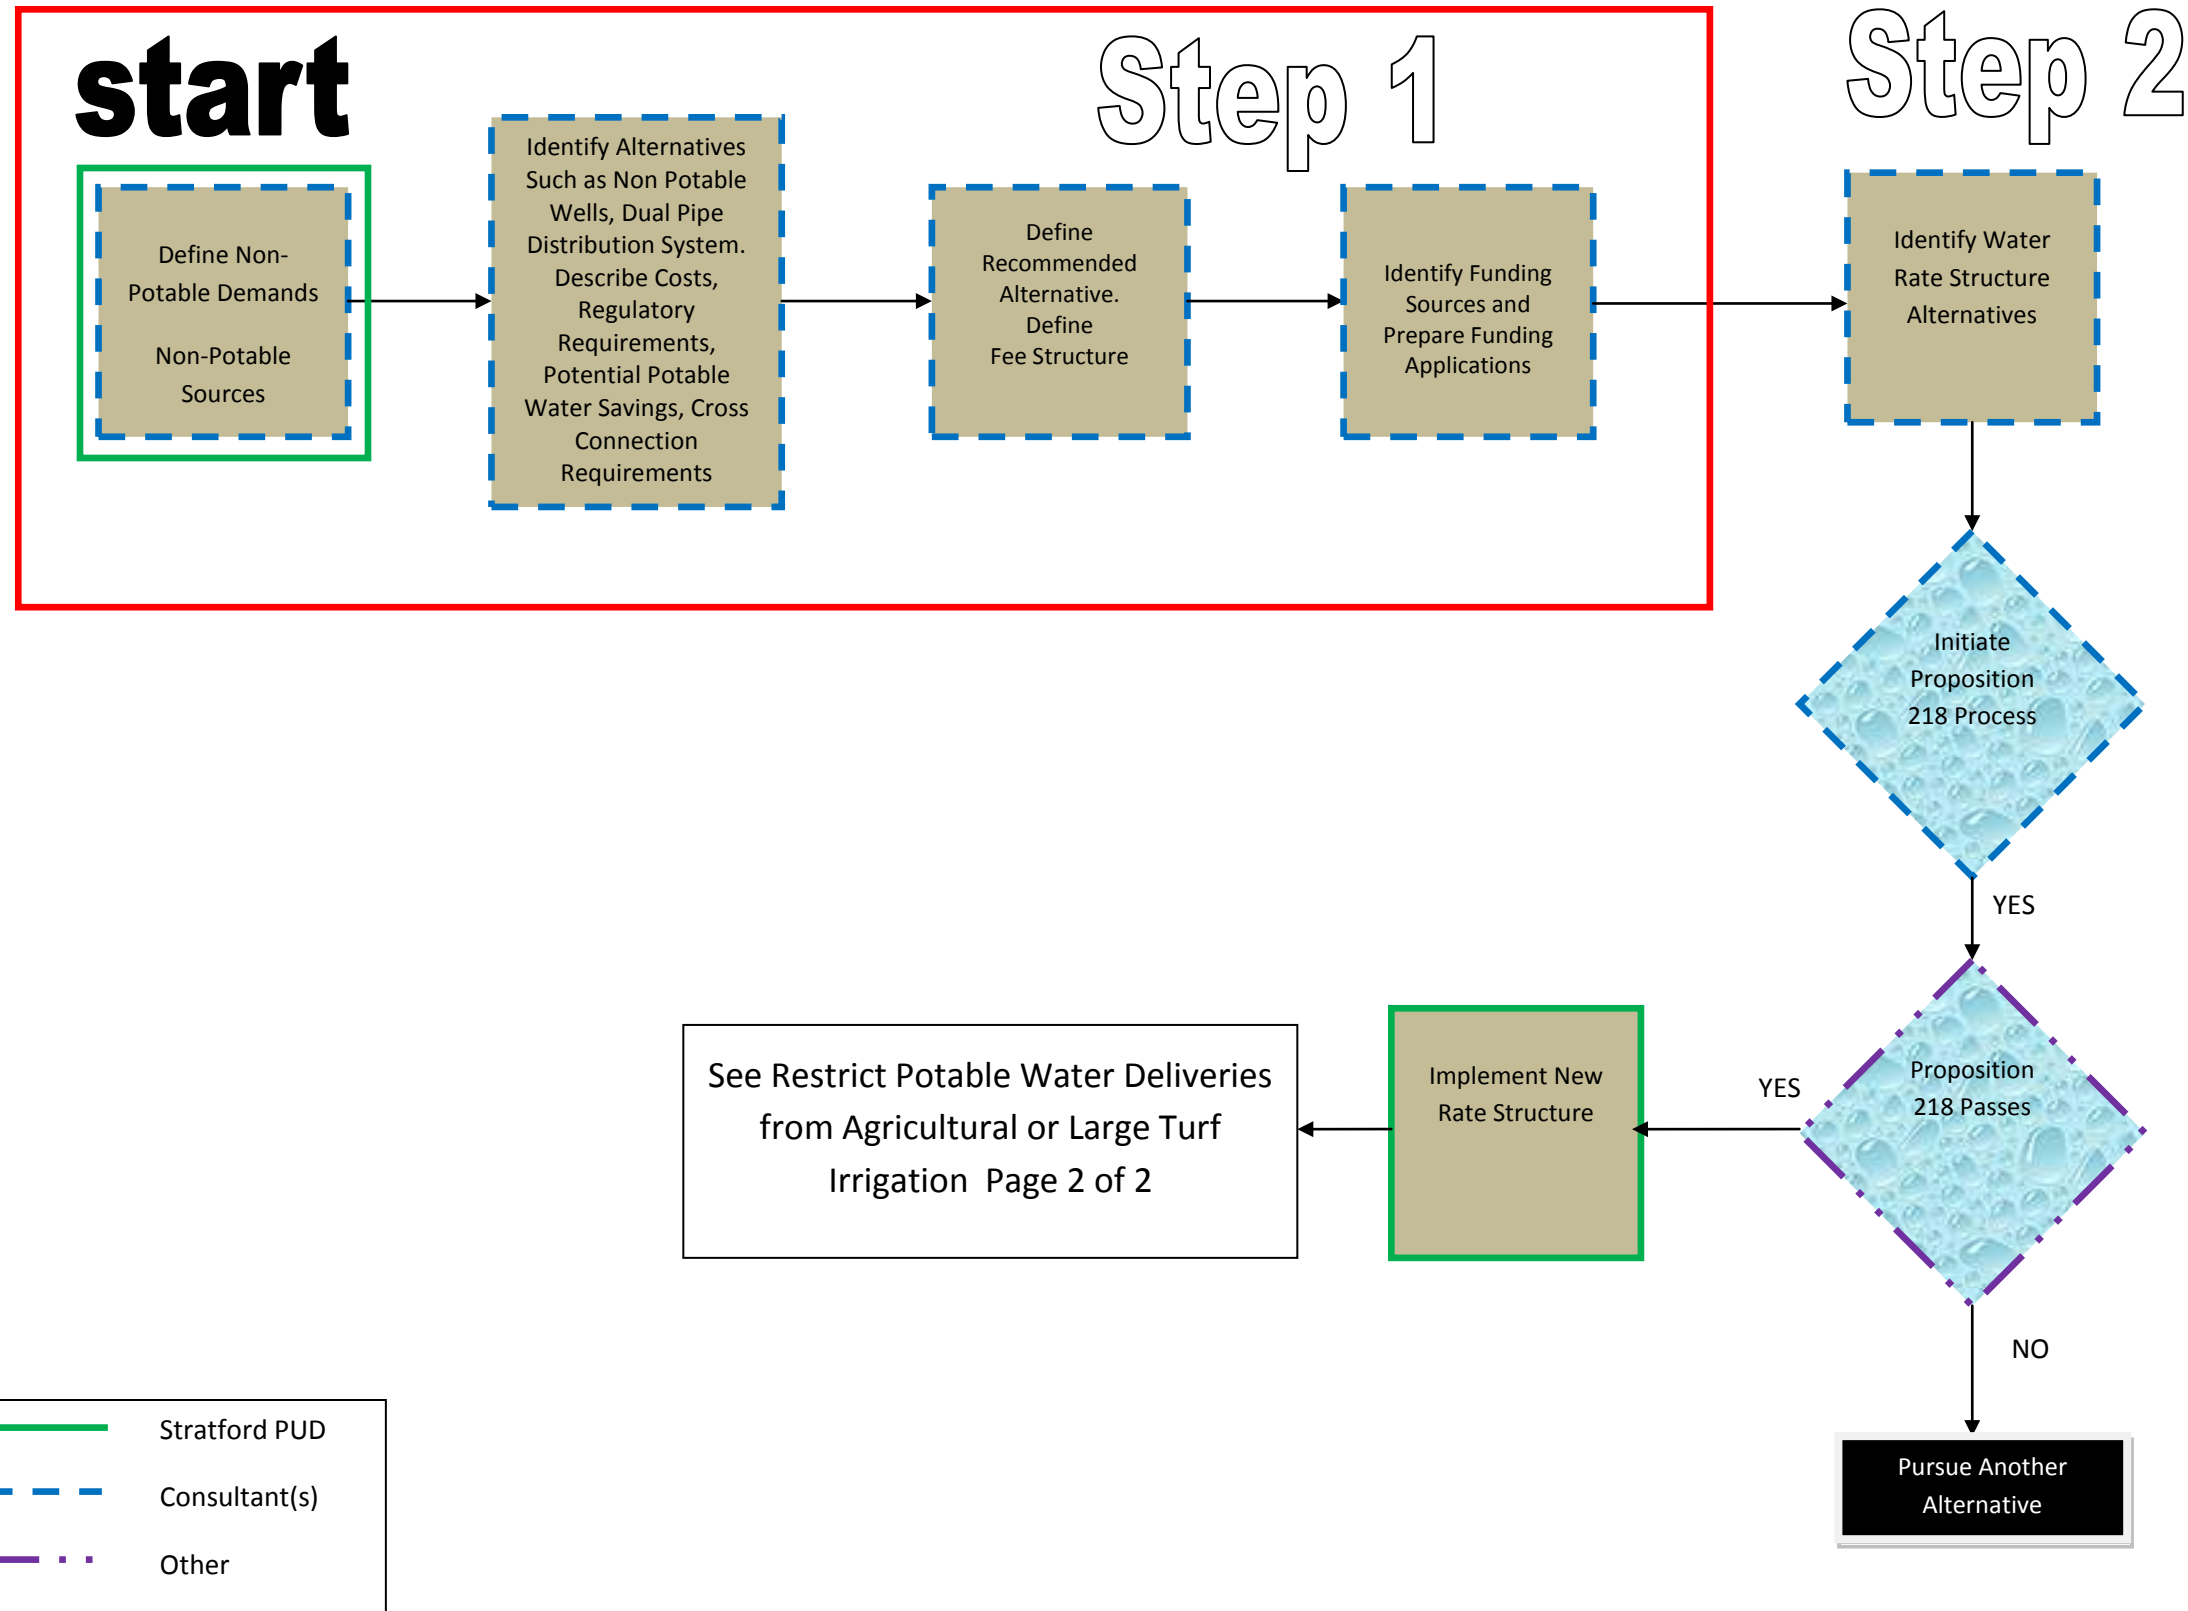 start
Step 1
Step 2
Define Non-
Potable Demands
Non-Potable
Sources
Identify Alternatives
Such as Non Potable
Wells, Dual Pipe
Distribution System.
Describe Costs,
Regulatory
Requirements,
Potential Potable
Water Savings, Cross
Connection
Requirements
Define
Recommended
Alternative.
Define
Fee Structure
Identify Funding
Sources and
Prepare Funding
Applications
Identify Water
Rate Structure
Alternatives
Initiate
Proposition
218 Process
YES
Proposition
218 Passes
YES
Implement New
Rate Structure
See Restrict Potable Water Deliveries
from Agricultural or Large Turf
Irrigation  Page 2 of 2
NO
Pursue Another
Alternative
Stratford PUD
Consultant(s)
Other